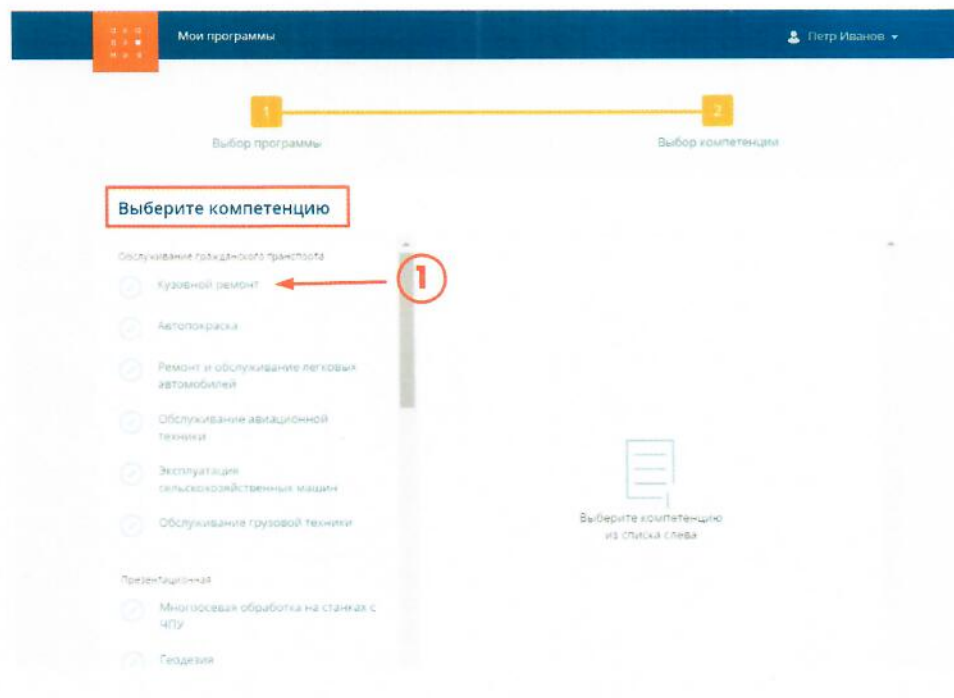 Мои программы
Петр Иванов
1
2
Выбор программы
Выбор компетенции
Выберите компетенцию
Обслуживание гражданского транспорта
1
Кузовной ремонт
Автопокраска
Ремонт и обслуживание легковых
автомобилей
Обслуживание авиационной
техники
Эксплуатация
сельскохозяйственных машин
Обслуживание грузовой техники
Выберите компетенцию
из списка слева
Презентационная
Многоосевая обработка на станках с
ЧПУ
Геодезия